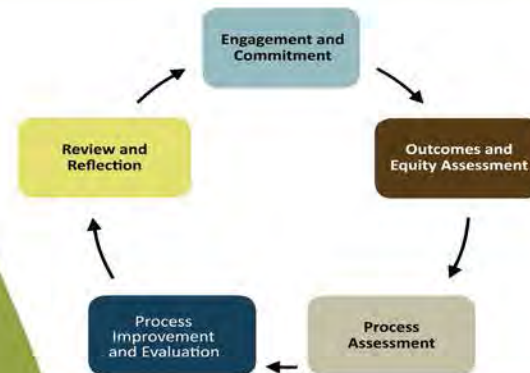 Engagement and
Commitment
Outcomes and
Equity Assessment
Process
Assessment
Process
Improvement
and Evaluation
Review and
Reflection